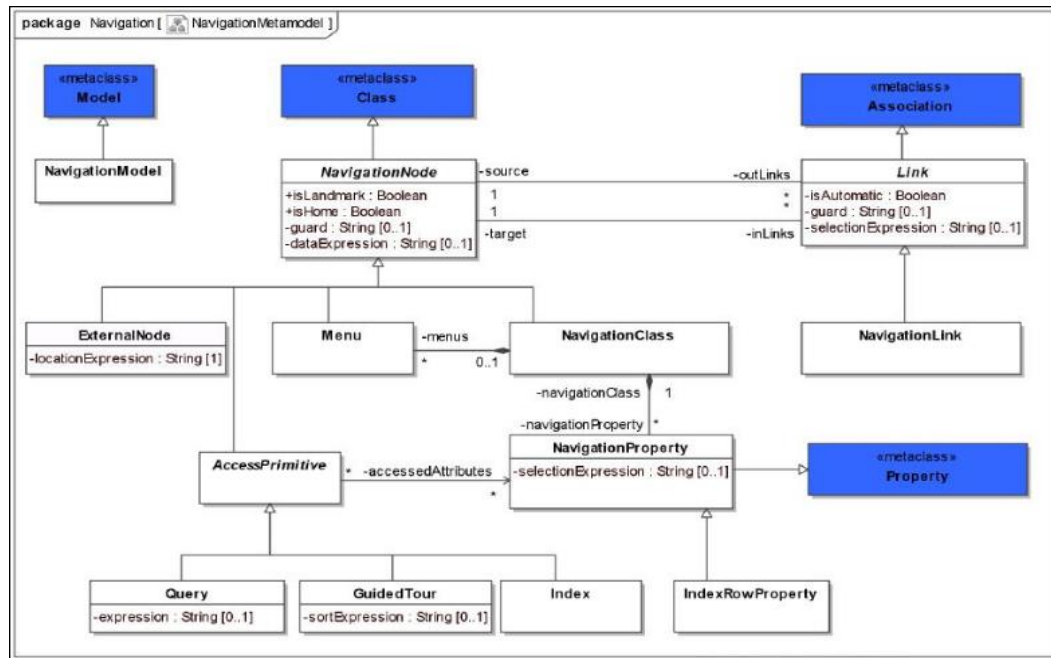 package Navigation [ NavigationMetamodel ]
«metaclass»
Model
«metaclass»
Class
«metaclass»
Association
NavigationModel
NavigationNode
+isLandmark : Boolean
+isHome : Boolean
-guard : String [0..1]
-dataExpression : String [0..1]
-source
1
-outLinks
*
1
-target
*
-inLinks
Link
-isAutomatic : Boolean
-guard : String [0..1]
-selectionExpression : String [0..1]
ExternalNode
-locationExpression : String [1]
Menu
-menus
*
0..1
NavigationClass
NavigationLink
-navigationClass
1
-navigationProperty
*
AccessPrimitive
*
-accessedAttributes
*
NavigationProperty
-selectionExpression : String [0..1]
«metaclass»
Property
Query
-expression : String [0..1]
GuidedTour
-sortExpression : String [0..1]
Index
IndexRowProperty